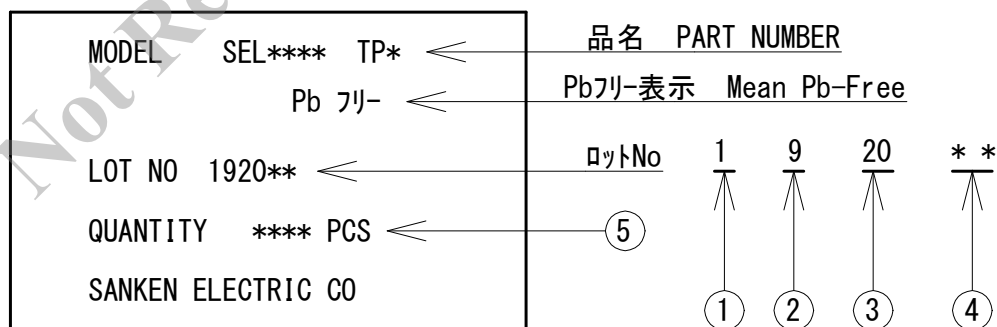 MODEL SEL**** TP*
Pb フリー
LOT NO 1920**
QUANTITY **** PCS
SANKEN ELECTRIC CO
品名 PART NUMBER
Pbフリー表示 Mean Pb-Free
ロットNo 1 9 20 * *
⑤
① ② ③ ④
Not R